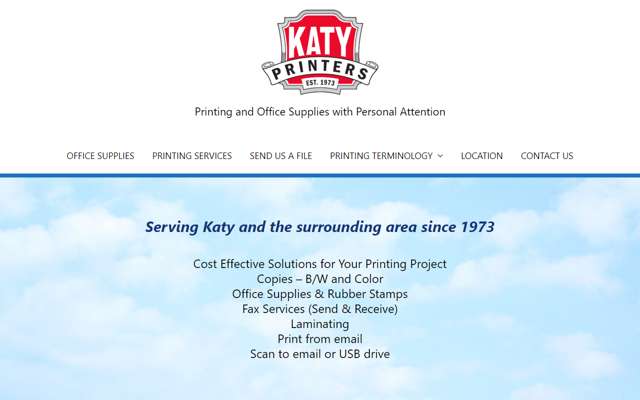 KATY
PRINTERS
EST. 1973
Printing and Office Supplies with Personal Attention
OFFICE SUPPLIES PRINTING SERVICES SEND US A FILE PRINTING TERMINOLOGY LOCATION CONTACT US
Serving Katy and the surrounding area since 1973
Cost Effective Solutions for Your Printing Project
Copies – B/W and Color
Office Supplies & Rubber Stamps
Fax Services (Send & Receive)
Laminating
Print from email
Scan to email or USB drive